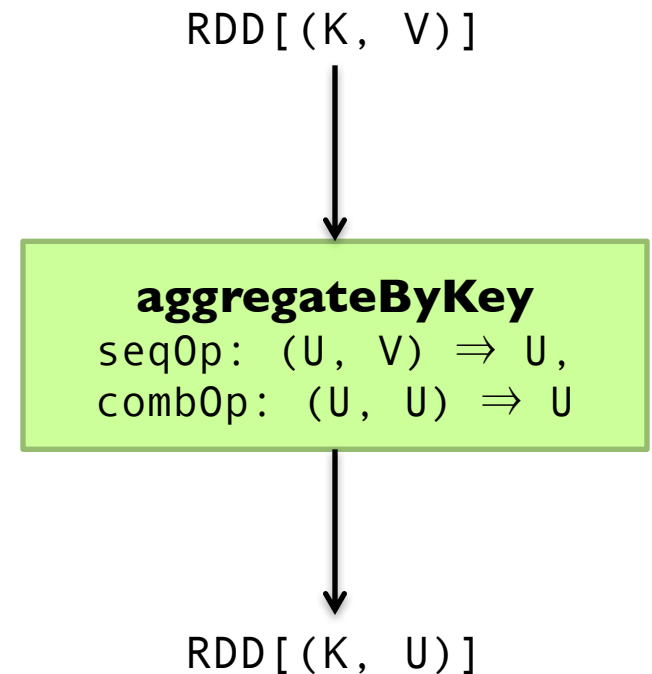 RDD[(K, V)]
aggregateByKey
seqOp: (U, V) ⇒ U,
combOp: (U, U) ⇒ U
RDD[(K, U)]